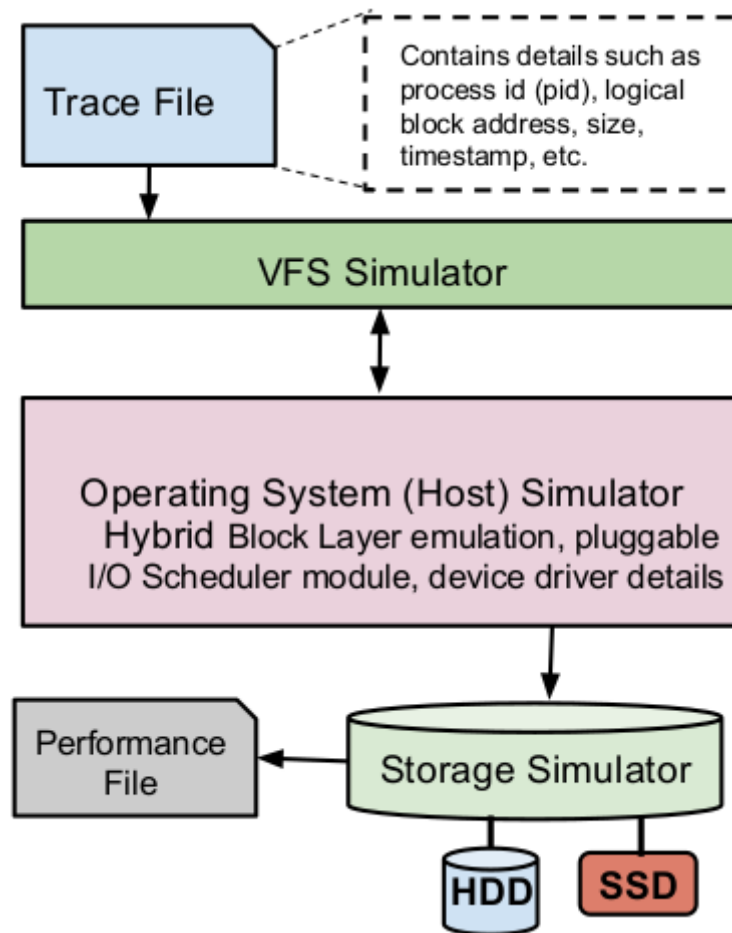 Trace File
Contains details such as
process id (pid), logical
block address, size,
timestamp, etc.
VFS Simulator
Operating System (Host) Simulator
Hybrid Block Layer emulation, pluggable
I/O Scheduler module, device driver details
Performance
File
Storage Simulator
HDD
SSD